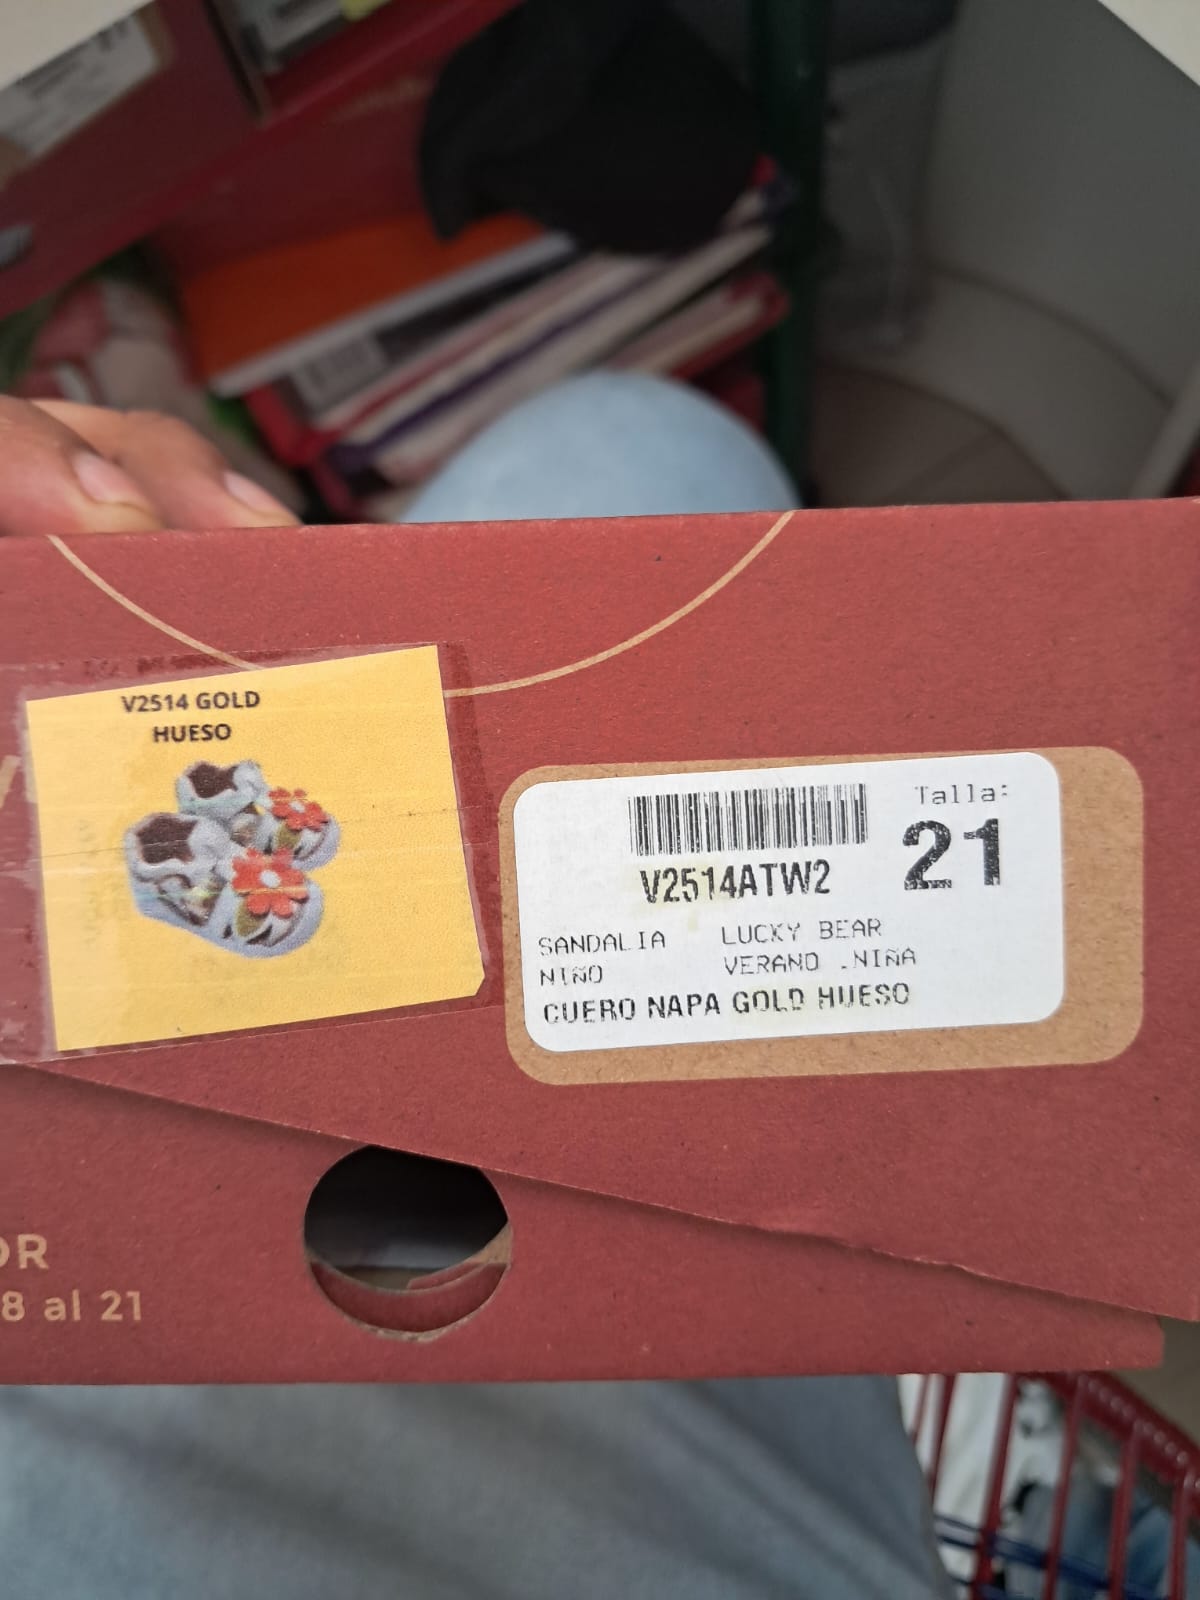 V2514 GOLD
HUESO
Talla:
21
V2514ATW2
SANDALIA LUCKY BEAR
NIÑO VERANO .NIÑA
CUERO NAPA GOLD HUESO
OR
8 al 21